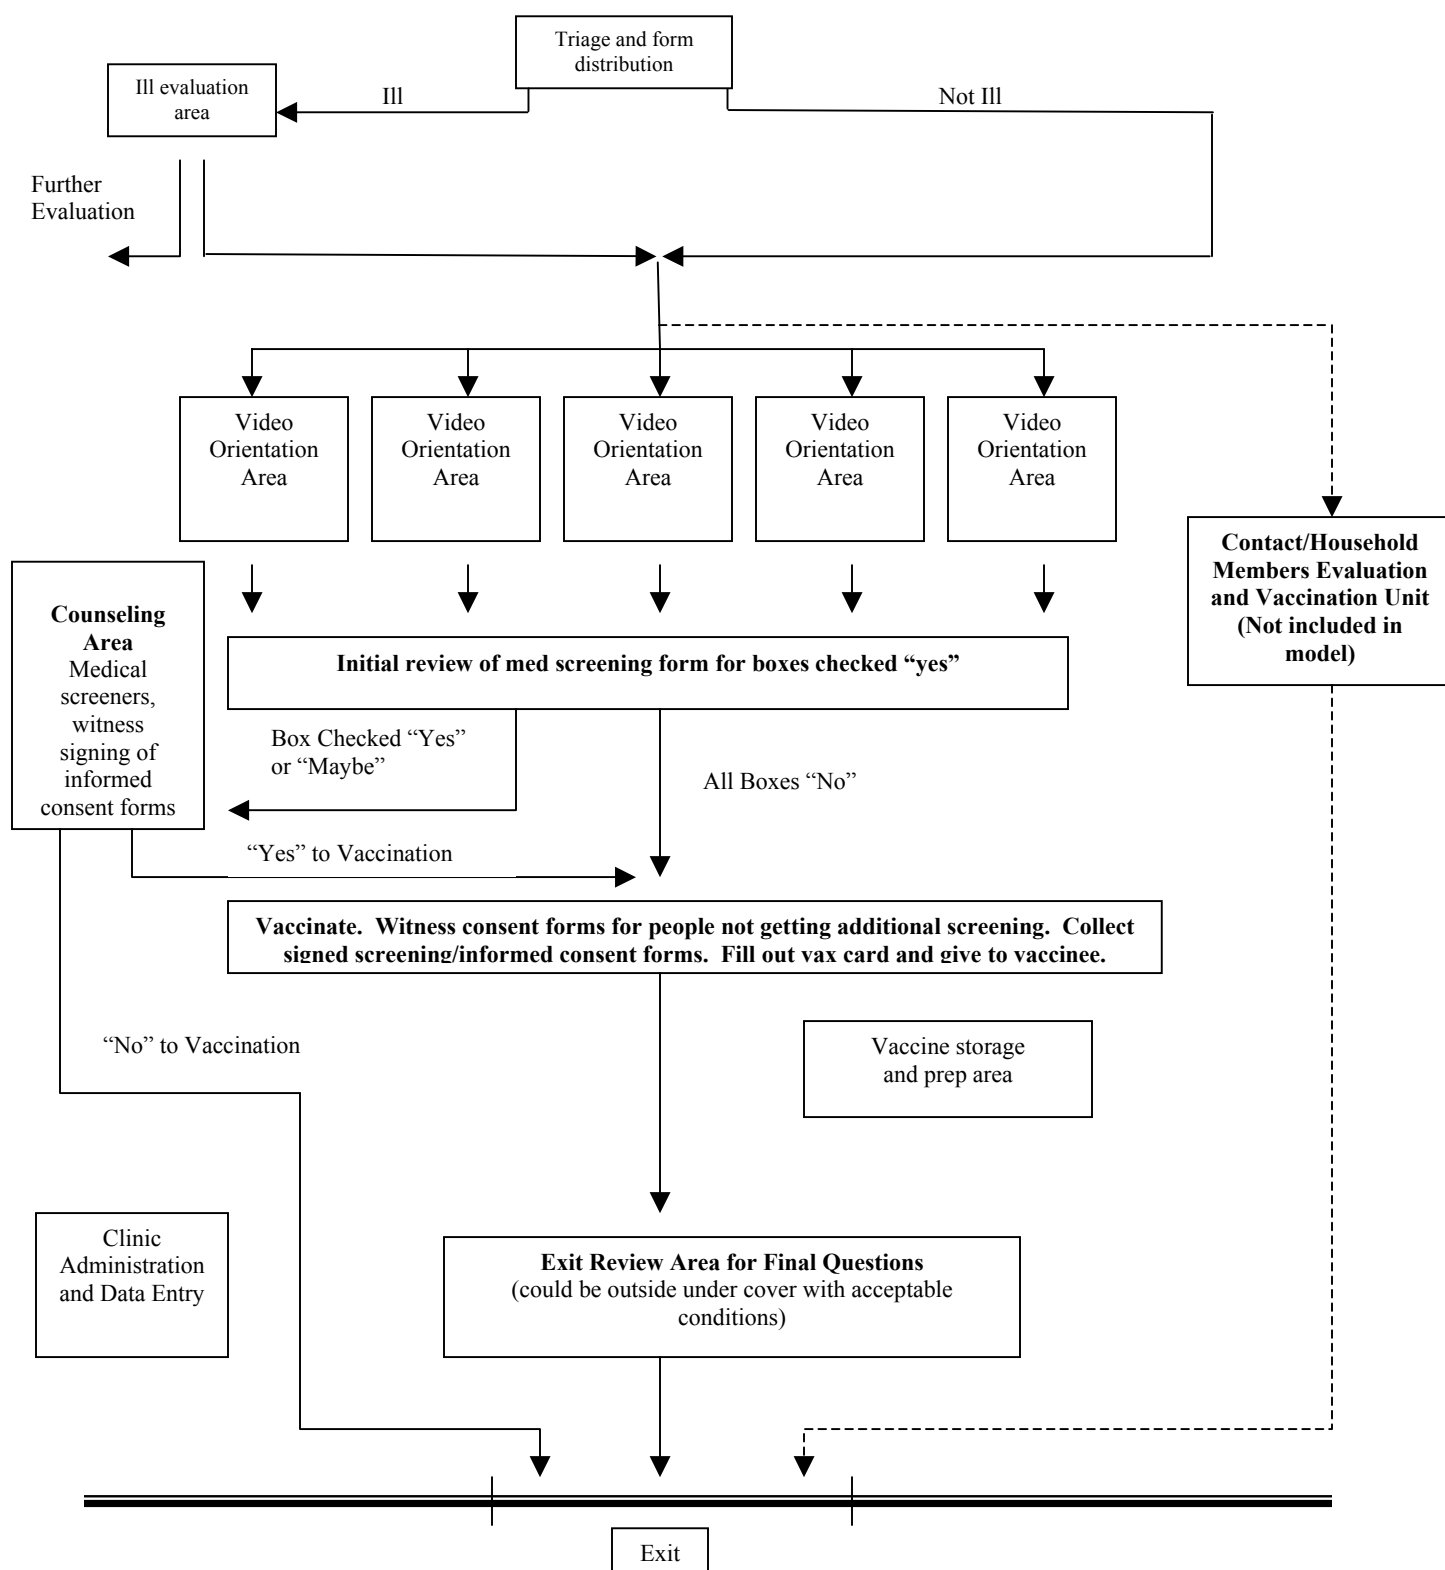 Triage and form
distribution
Ill evaluation
area
Ill
Not Ill
Further
Evaluation
Video
Orientation
Area
Video
Orientation
Area
Video
Orientation
Area
Video
Orientation
Area
Video
Orientation
Area
Contact/Household
Members Evaluation
and Vaccination Unit
(Not included in
model)
Counseling
Area
Medical
screeners,
witness
signing of
informed
consent forms
Initial review of med screening form for boxes checked “yes”
Box Checked “Yes”
or “Maybe”
All Boxes “No”
“Yes” to Vaccination
Vaccinate.  Witness consent forms for people not getting additional screening.  Collect
signed screening/informed consent forms.  Fill out vax card and give to vaccinee.
“No” to Vaccination
Vaccine storage
and prep area
Clinic
Administration
and Data Entry
Exit Review Area for Final Questions
(could be outside under cover with acceptable
conditions)
Exit